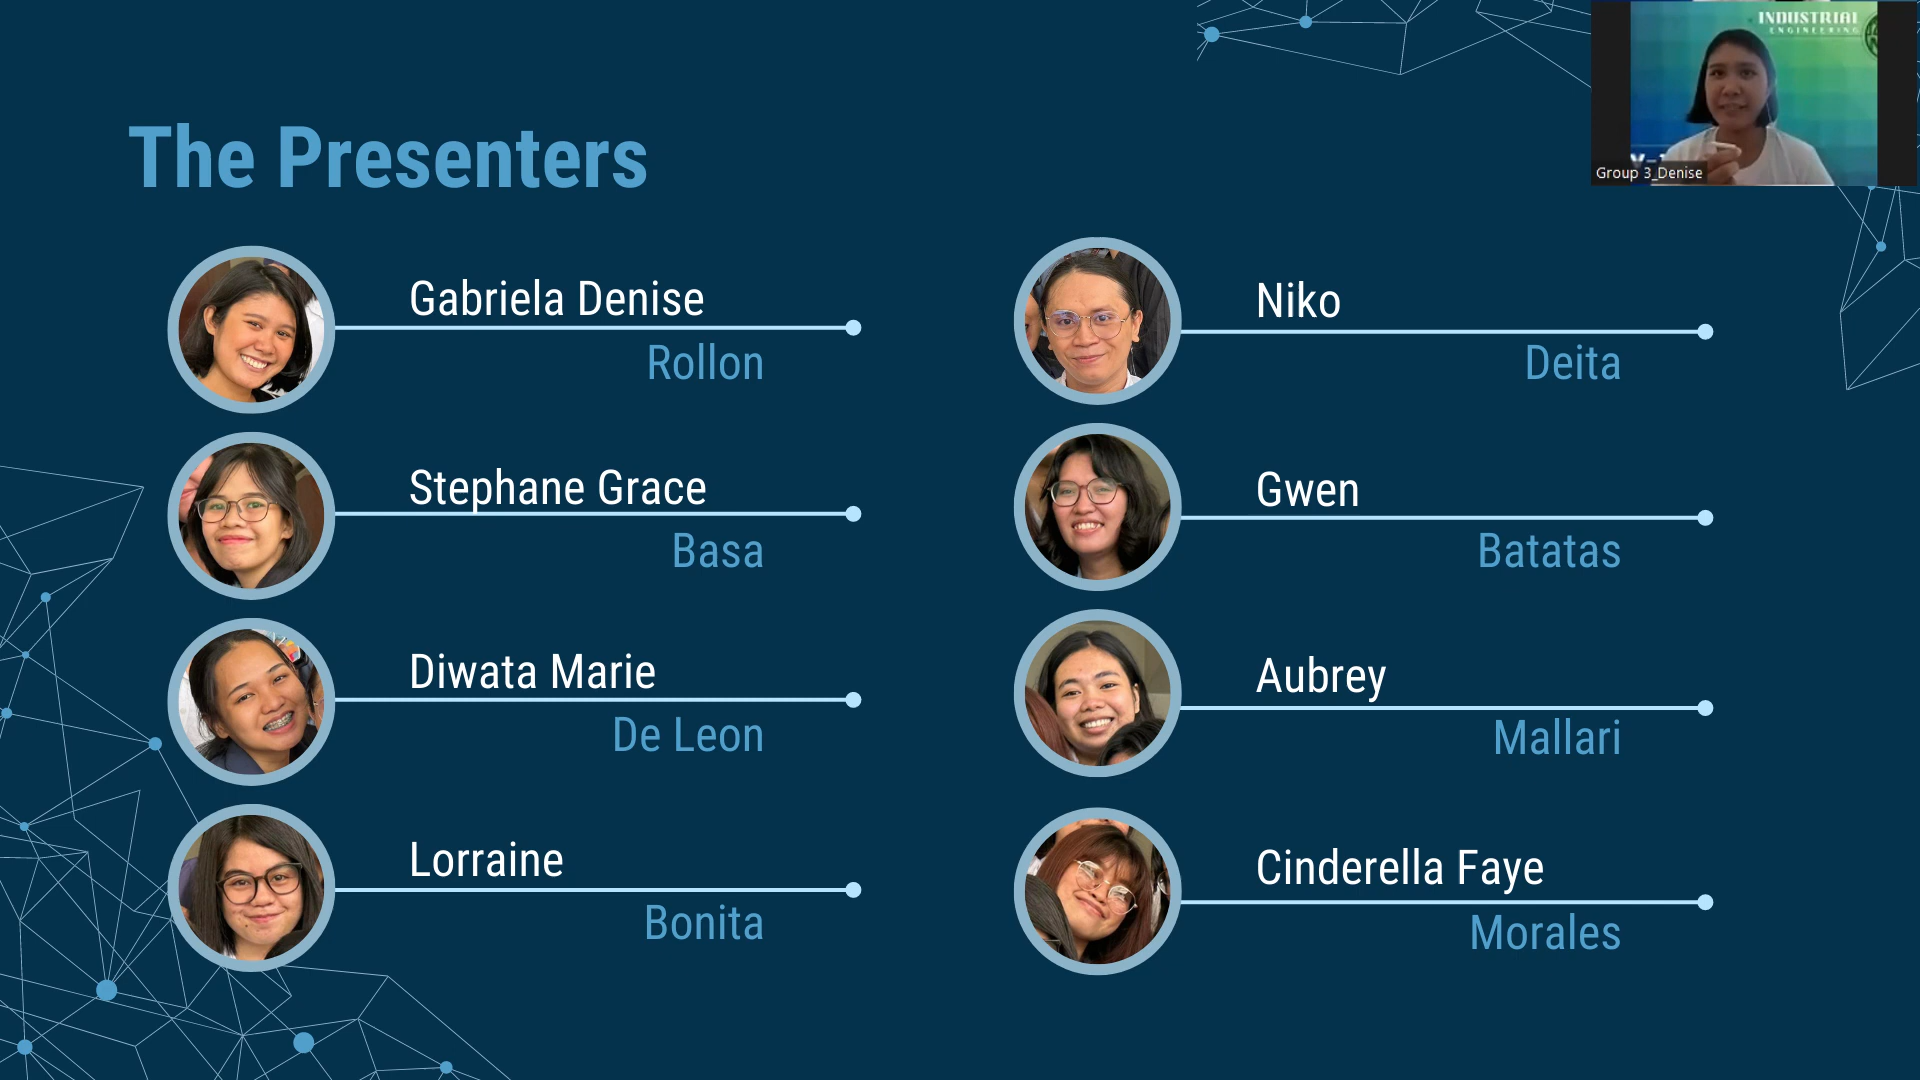 INDUSTRIAL
ENGINEERING
Group 3_Denise
The Presenters
Gabriela Denise
Rollon
Stephane Grace
Basa
Diwata Marie
De Leon
Lorraine
Bonita
Niko
Deita
Gwen
Batatas
Aubrey
Mallari
Cinderella Faye
Morales